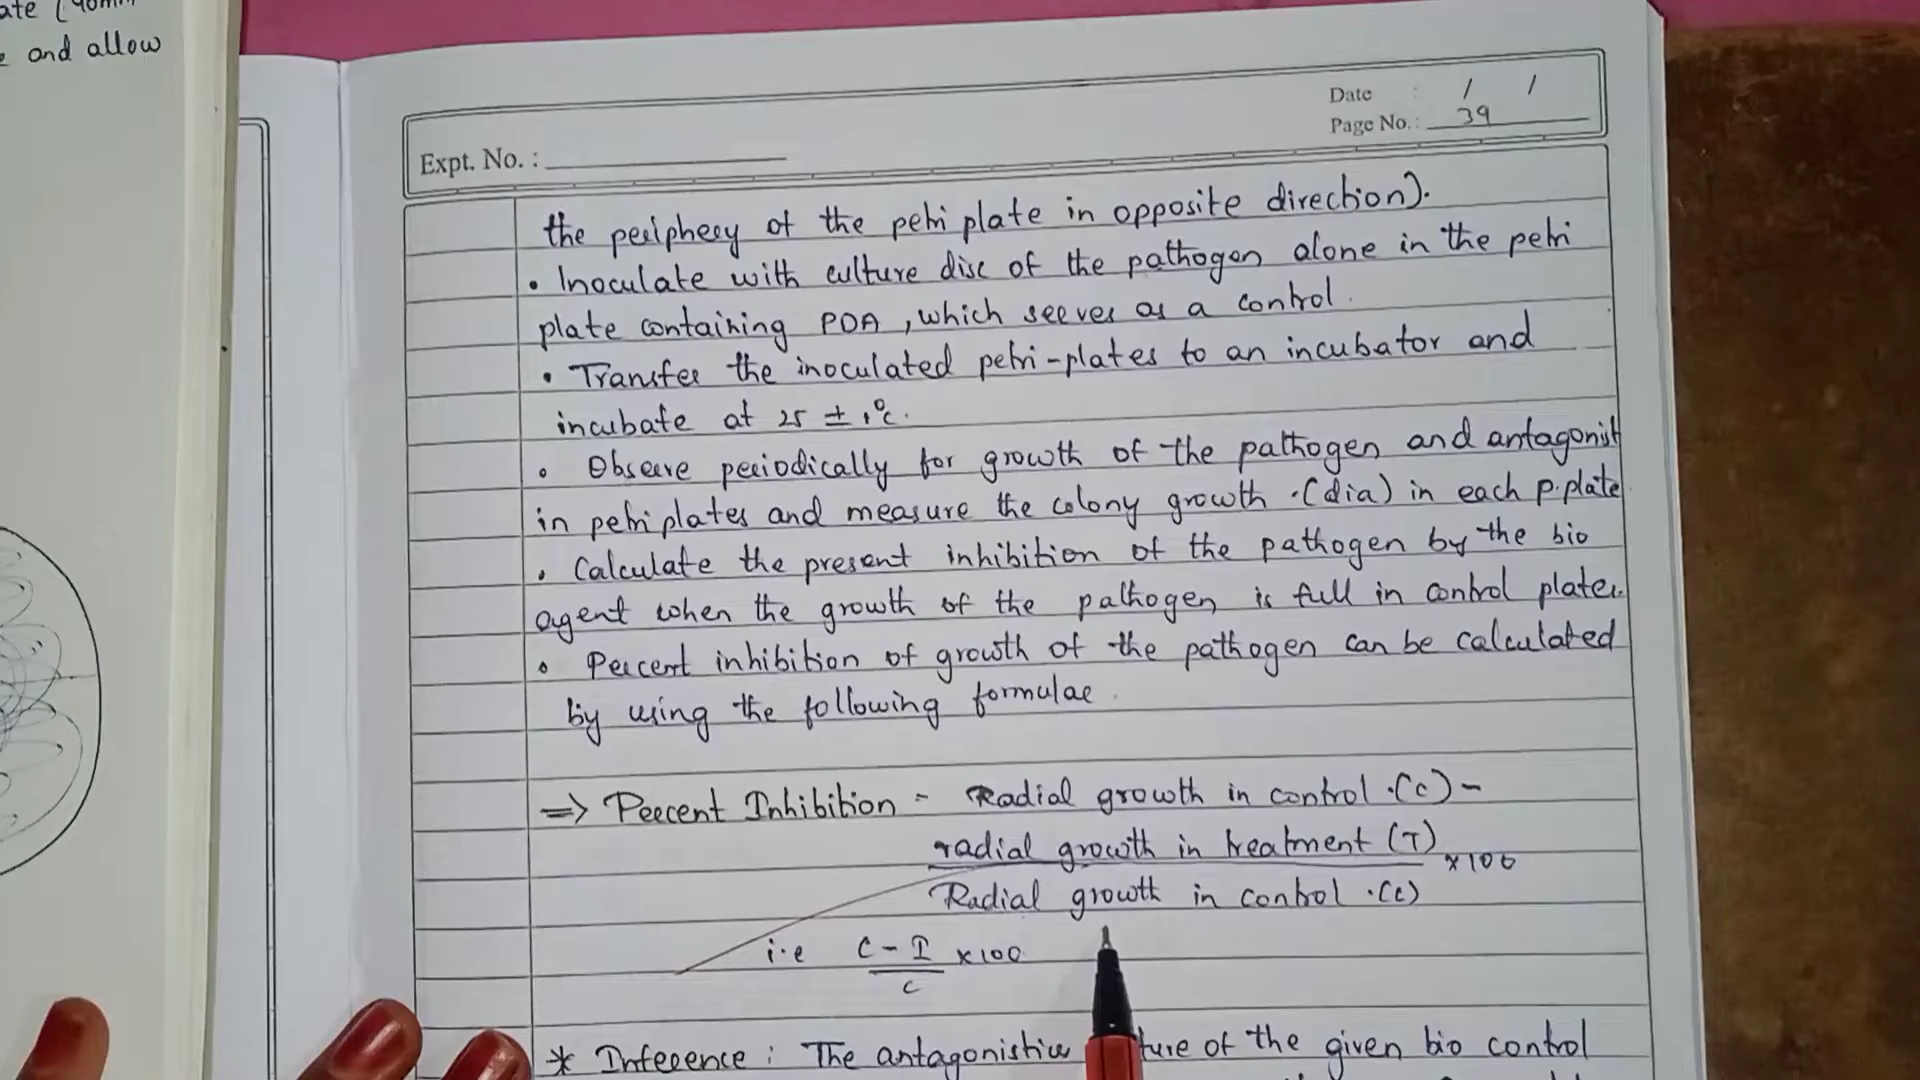 ate (90mm
e and allow
Date : / /
Page No. : 39
Expt. No. :
the periphery of the petri plate in opposite direction).
• Inoculate with culture disc of the pathogen alone in the petri
plate containing PDA, which serves as a control.
• Transfer the inoculated petri-plates to an incubator and
incubate at 25 ± 1°c.
• Observe periodically for growth of the pathogen and antagonist
in petriplates and measure the colony growth .(dia) in each p.plate
• Calculate the present inhibition of the pathogen by the bio
agent when the growth of the pathogen is full in control plates.
• Percent inhibition of growth of the pathogen can be calculated
by using the following formulae.
=> Percent Inhibition = Radial growth in control .(c) -
radial growth in treatment (T) x100
Radial growth in control .(c)
i.e C - I x100
c
* Inference : The antagonistic ture of the given bio control